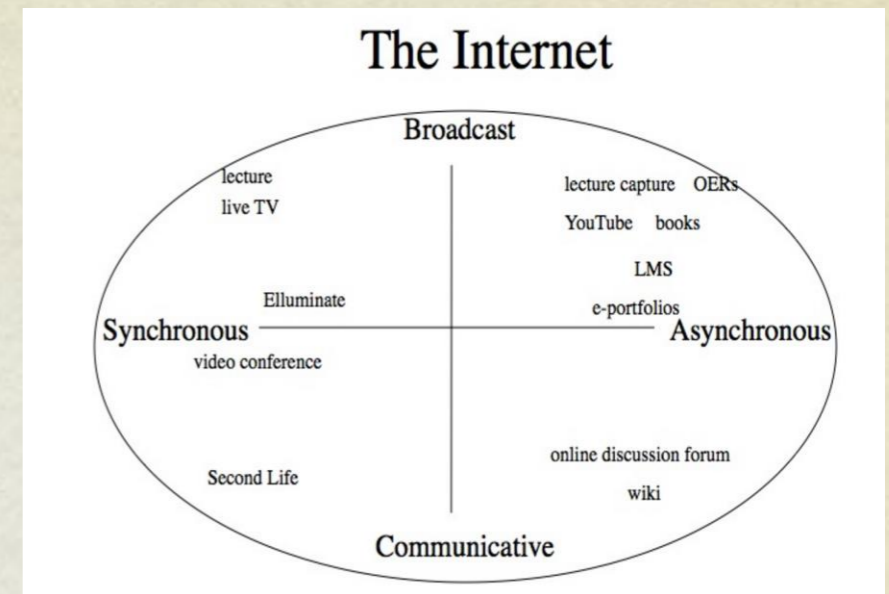 The Internet
Broadcast
lecture
lecture capture OERs
live TV
YouTube books
LMS
Elluminate
e-portfolios
Synchronous
Asynchronous
video conference
online discussion forum
Second Life
wiki
Communicative